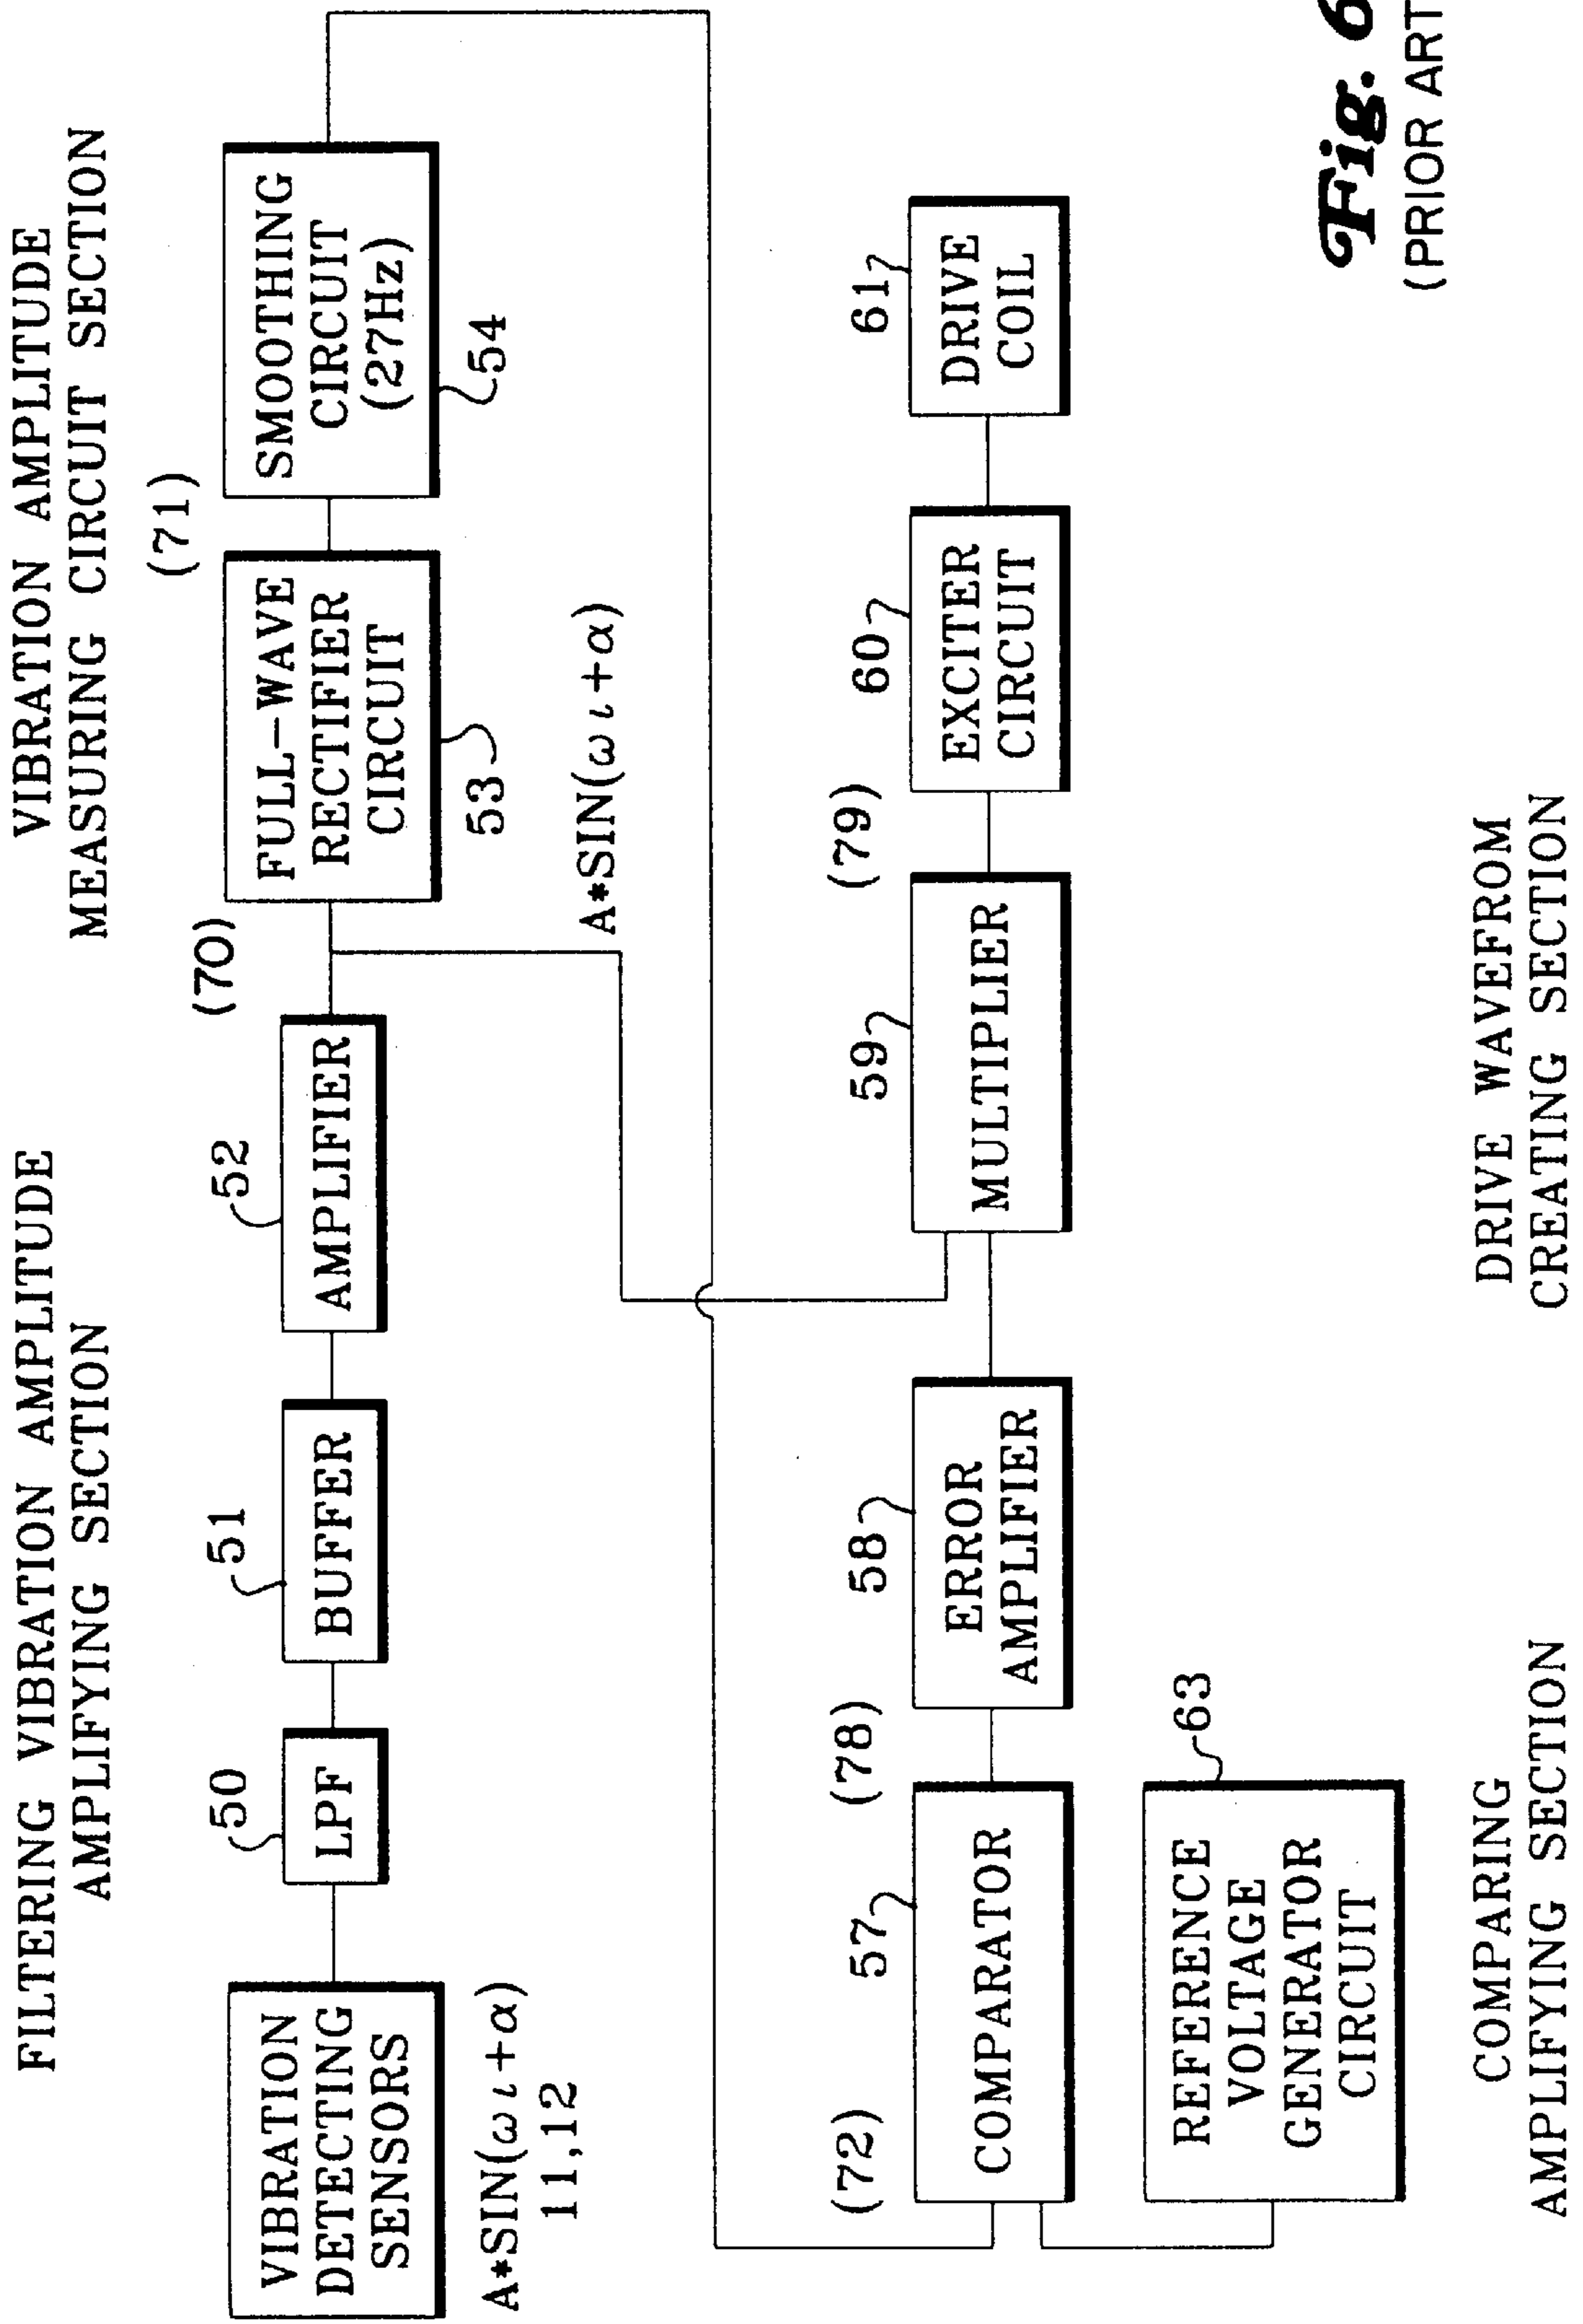 FILTERING VIBRATION AMPLITUDE
AMPLIFYING SECTION
VIBRATION AMPLITUDE
MEASURING CIRCUIT SECTION
VIBRATION
DETECTING
SENSORS
A*SIN(ωι+α)
11,12
50
LPF
51
BUFFER
52
AMPLIFIER
(70)
FULL-WAVE
RECTIFIER
CIRCUIT
53
(71)
SMOOTHING
CIRCUIT
(27Hz)
54
A*SIN(ωι+α)
(72)
57
COMPARATOR
(78)
58
ERROR
AMPLIFIER
59
MULTIPLIER
(79)
60
EXCITER
CIRCUIT
61
DRIVE
COIL
63
REFERENCE
VOLTAGE
GENERATOR
CIRCUIT
COMPARING
AMPLIFYING SECTION
DRIVE WAVEFROM
CREATING SECTION
Fig. 6
(PRIOR ART